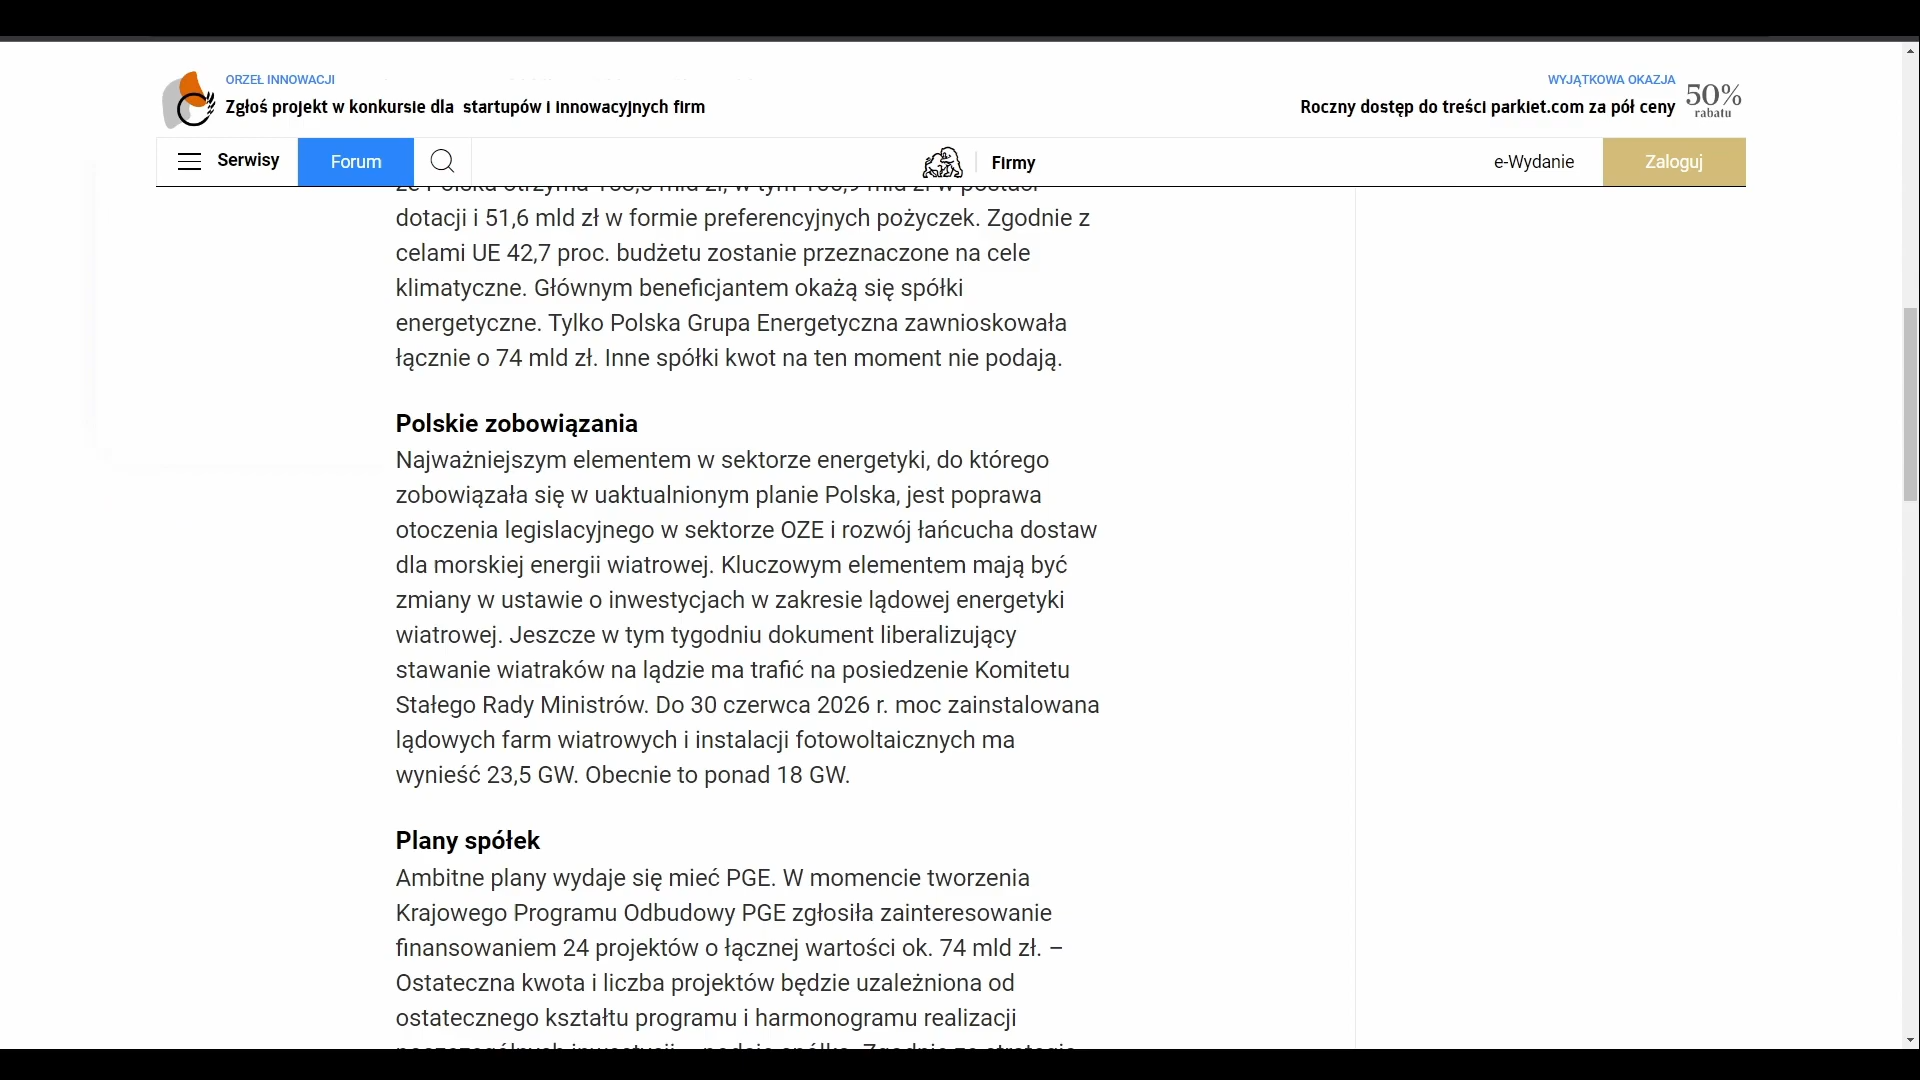 ORZEŁ INNOWACJI
Zgłoś projekt w konkursie dla startupów i innowacyjnych firm
WYJĄTKOWA OKAZJA
Roczny dostęp do treści parkiet.com za pół ceny
50%
rabatu
Serwisy
Forum
Firmy
e-Wydanie
Zaloguj
dotacji i 51,6 mld zł w formie preferencyjnych pożyczek. Zgodnie z
celami UE 42,7 proc. budżetu zostanie przeznaczone na cele
klimatyczne. Głównym beneficjantem okażą się spółki
energetyczne. Tylko Polska Grupa Energetyczna zawnioskowała
łącznie o 74 mld zł. Inne spółki kwot na ten moment nie podają.
Polskie zobowiązania
Najważniejszym elementem w sektorze energetyki, do którego
zobowiązała się w uaktualnionym planie Polska, jest poprawa
otoczenia legislacyjnego w sektorze OZE i rozwój łańcucha dostaw
dla morskiej energii wiatrowej. Kluczowym elementem mają być
zmiany w ustawie o inwestycjach w zakresie lądowej energetyki
wiatrowej. Jeszcze w tym tygodniu dokument liberalizujący
stawanie wiatraków na lądzie ma trafić na posiedzenie Komitetu
Stałego Rady Ministrów. Do 30 czerwca 2026 r. moc zainstalowana
lądowych farm wiatrowych i instalacji fotowoltaicznych ma
wynieść 23,5 GW. Obecnie to ponad 18 GW.
Plany spółek
Ambitne plany wydaje się mieć PGE. W momencie tworzenia
Krajowego Programu Odbudowy PGE zgłosiła zainteresowanie
finansowaniem 24 projektów o łącznej wartości ok. 74 mld zł. –
Ostateczna kwota i liczba projektów będzie uzależniona od
ostatecznego kształtu programu i harmonogramu realizacji